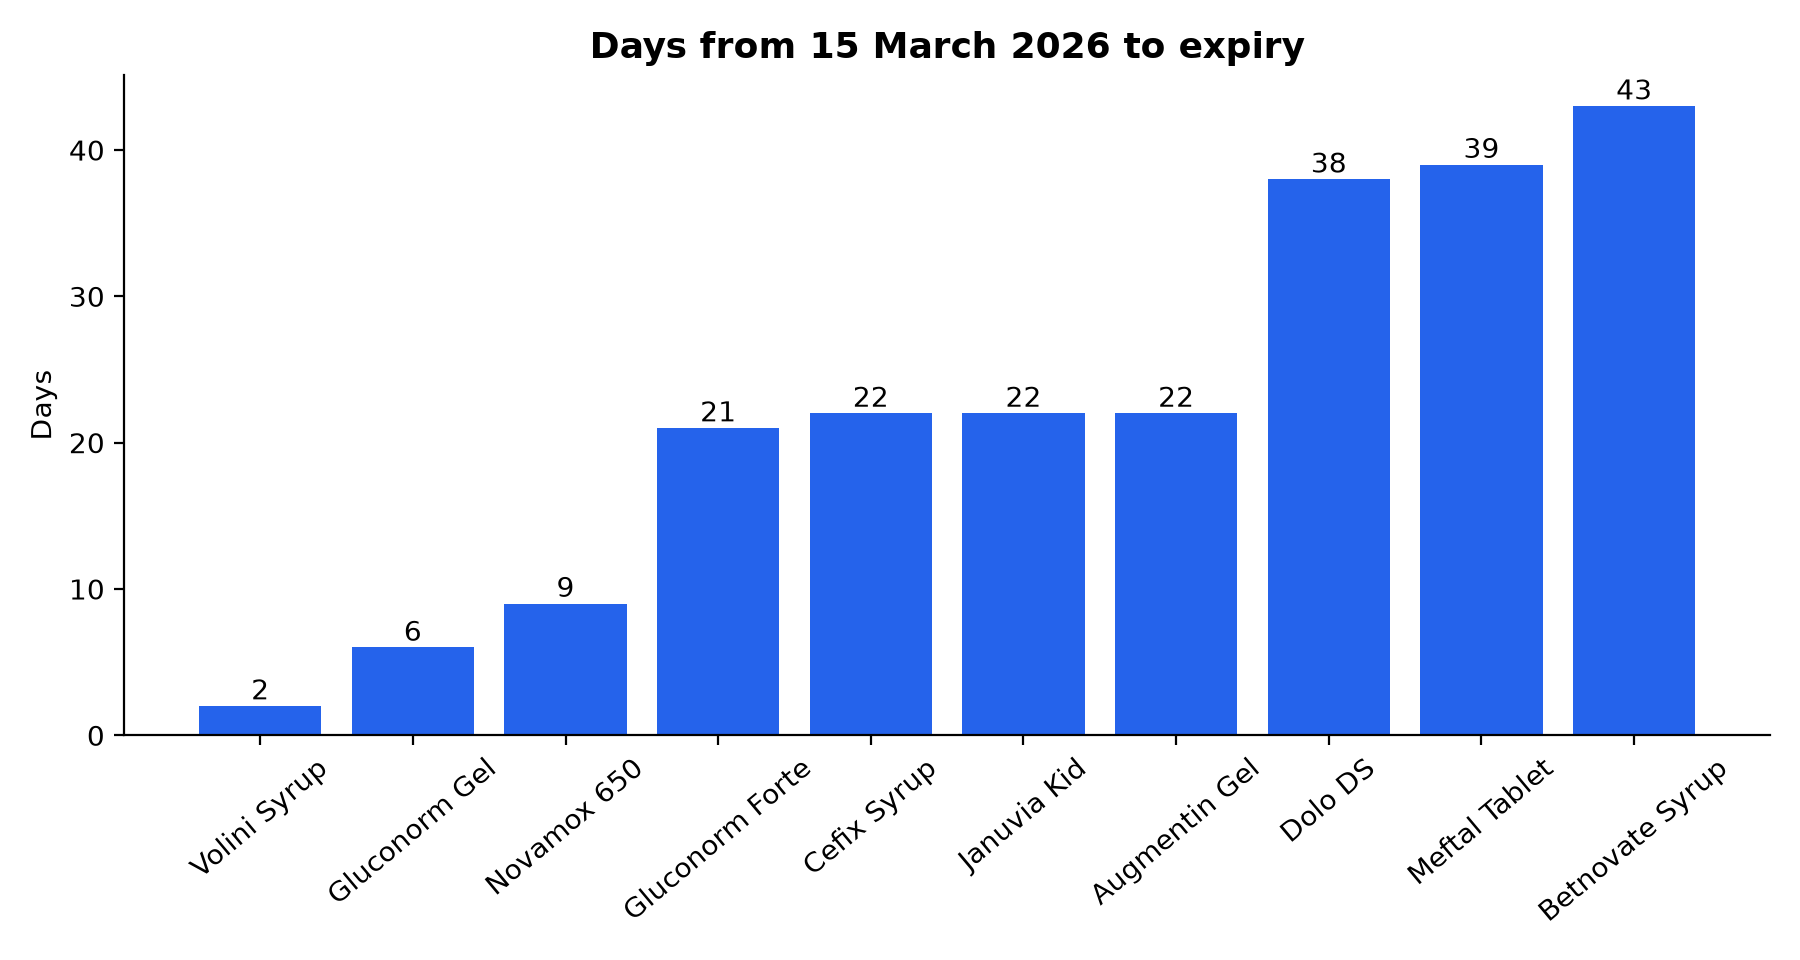 Days from 15 March 2026 to expiry
Days
40
30
20
10
0
2
6
9
21
22
22
22
38
39
43
Volini Syrup
Gluconorm Gel
Novamox 650
Gluconorm Forte
Cefix Syrup
Januvia Kid
Augmentin Gel
Dolo DS
Meftal Tablet
Betnovate Syrup